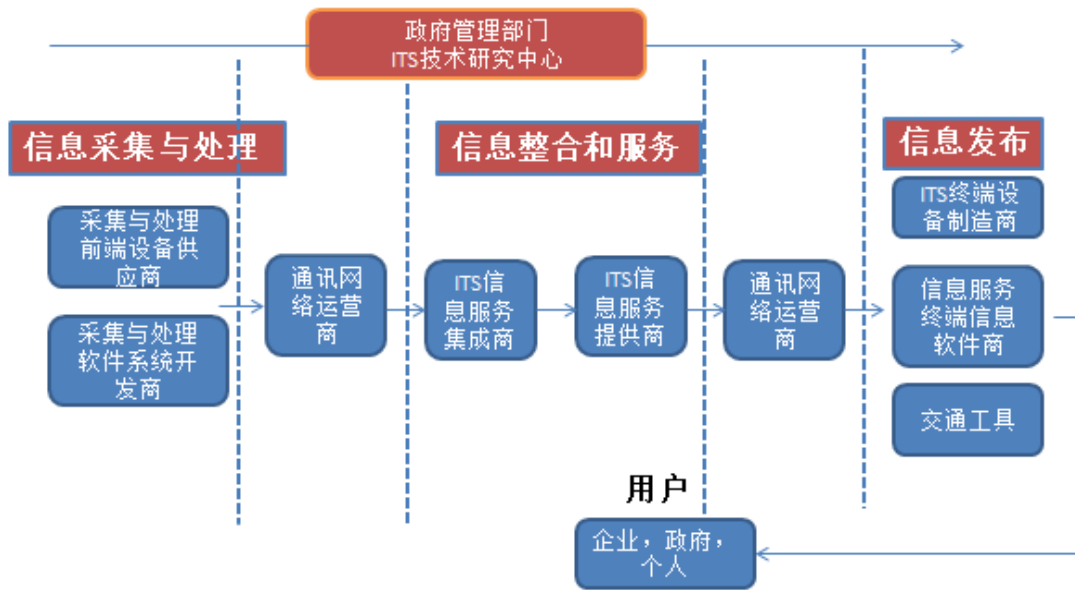 政府管理部门
ITS技术研究中心
信息采集与处理
信息整合和服务
信息发布
采集与处理
前端设备供
应商
采集与处理
软件系统开
发商
通讯网
络运营
商
ITS信
息服务
集成商
ITS信
息服务
提供商
通讯网
络运营
商
ITS终端设
备制造商
信息服务
终端信息
软件商
交通工具
用户
企业，政府，
个人